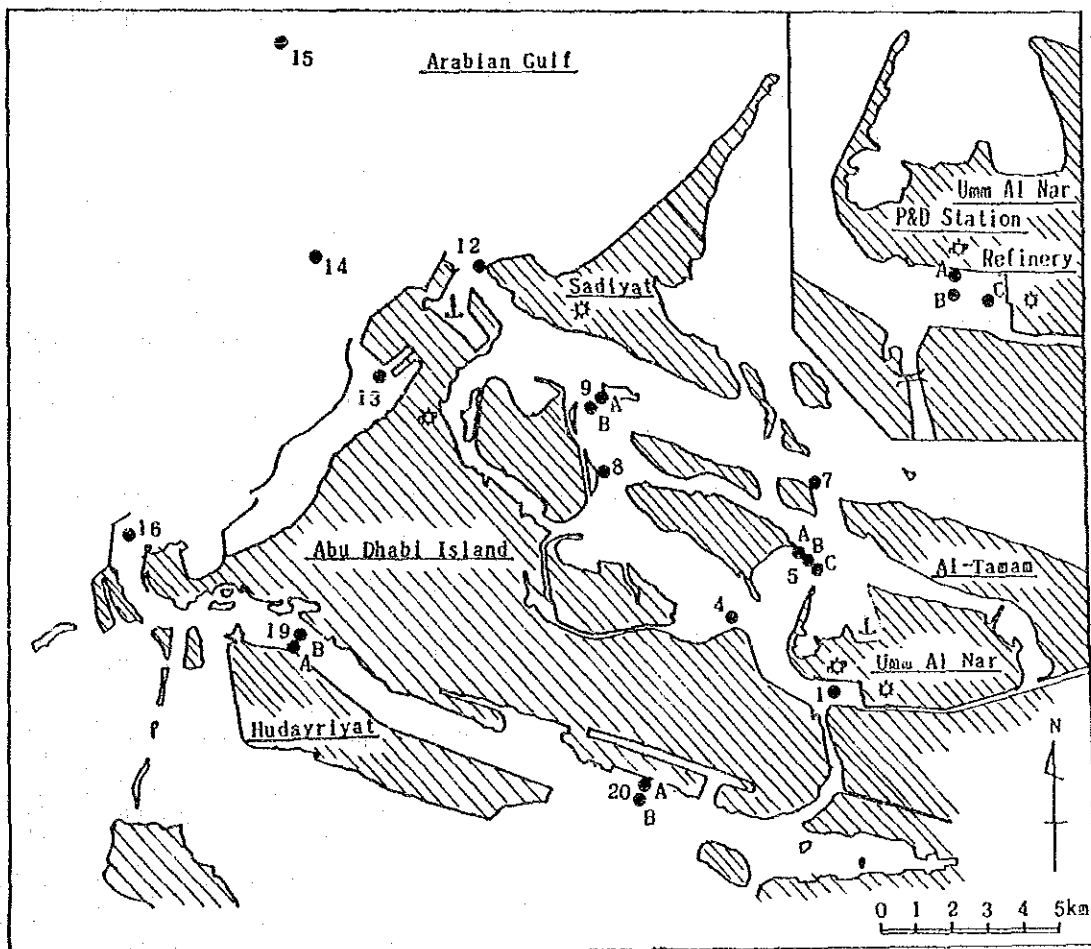 15
Arabian Gulf
Umm Al Nar
P&D Station
Refinery
A
B
C
12
14
Sadiyat
13
9
A
B
8
7
16
Abu Dhabi Island
A
B
5
C
Al-Tamam
4
19
B
A
Umm Al Nar
1
Hudayriyat
N
20
A
B
0 1 2 3 4 5km